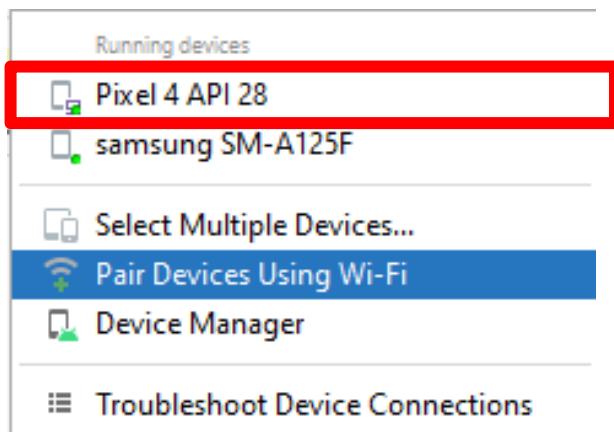 Running devices
Pixel 4 API 28
samsung SM-A125F
Select Multiple Devices...
Pair Devices Using Wi-Fi
Device Manager
Troubleshoot Device Connections